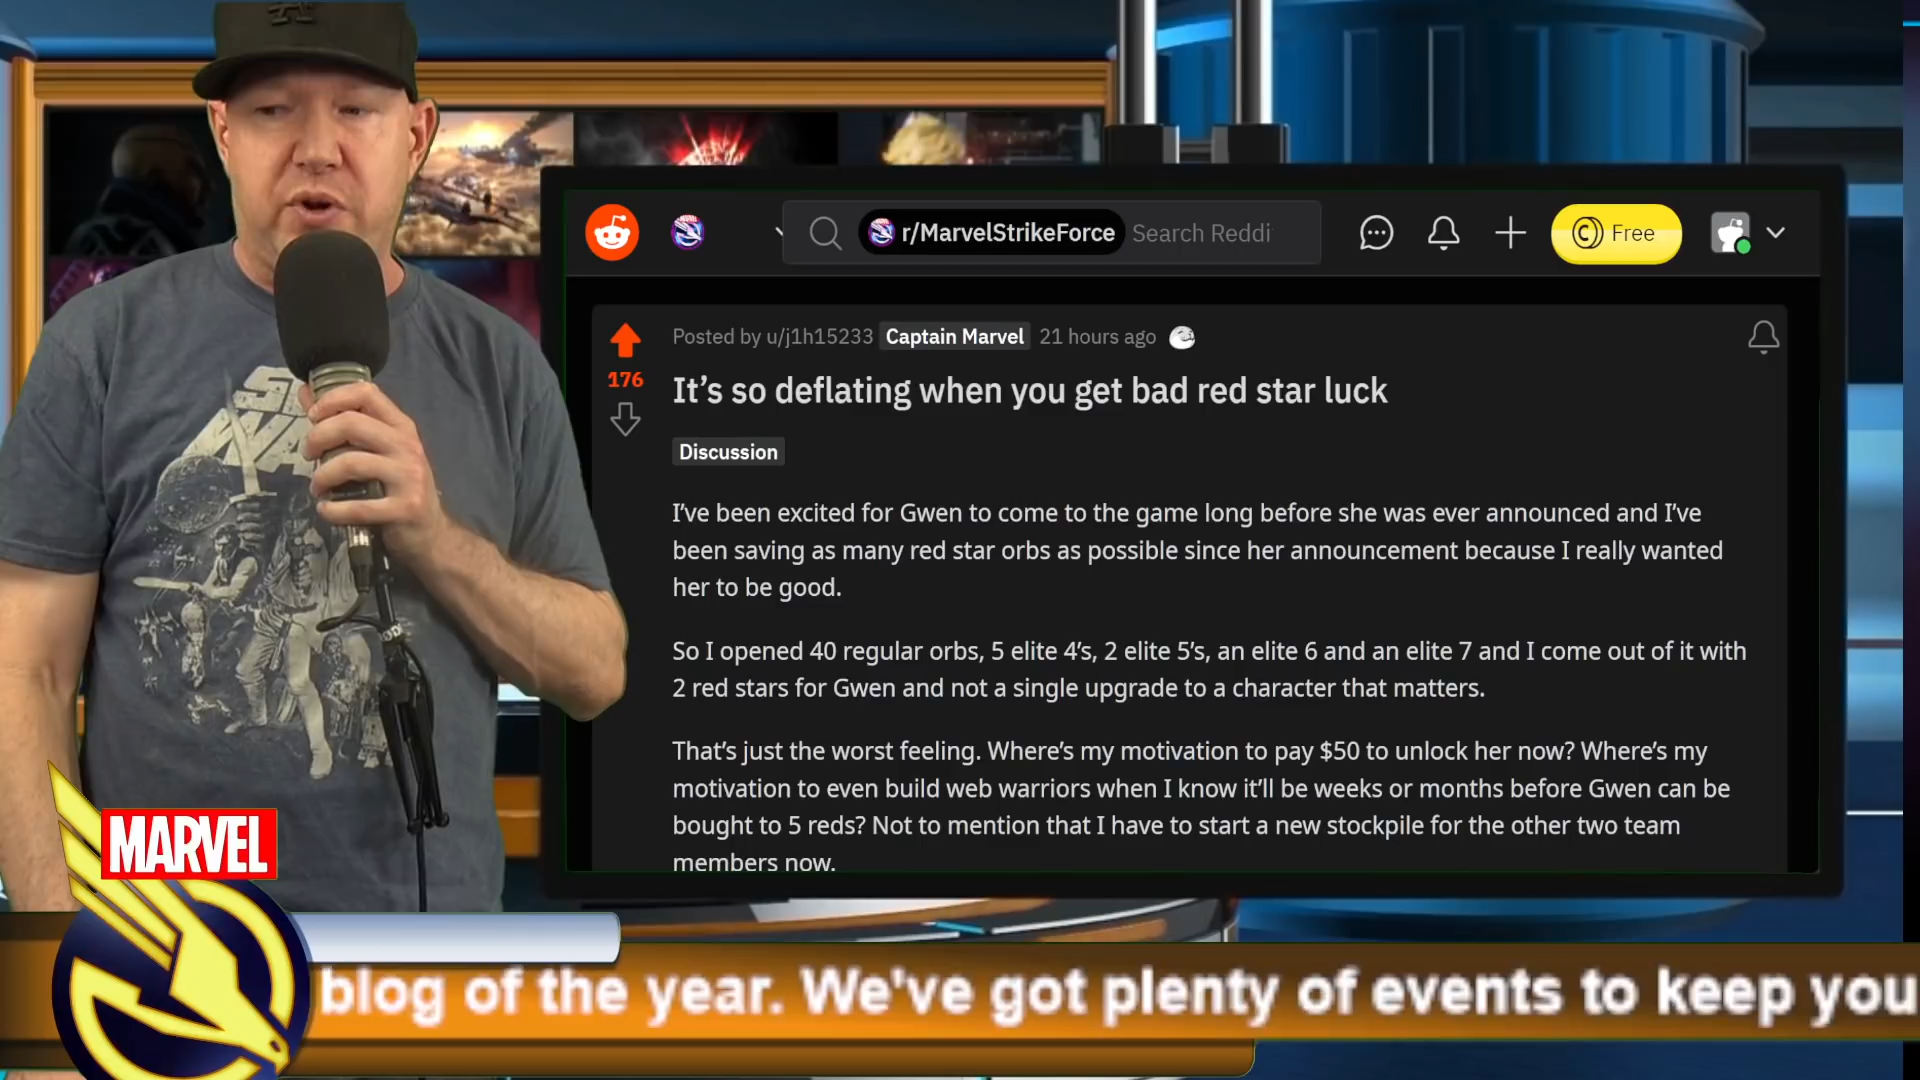 r/MarvelStrikeForce Search Reddi
Free
Posted by u/j1h15233 Captain Marvel 21 hours ago
176
It’s so deflating when you get bad red star luck
Discussion
I’ve been excited for Gwen to come to the game long before she was ever announced and I’ve
been saving as many red star orbs as possible since her announcement because I really wanted
her to be good.
So I opened 40 regular orbs, 5 elite 4’s, 2 elite 5’s, an elite 6 and an elite 7 and I come out of it with
2 red stars for Gwen and not a single upgrade to a character that matters.
That’s just the worst feeling. Where’s my motivation to pay $50 to unlock her now? Where’s my
motivation to even build web warriors when I know it’ll be weeks or months before Gwen can be
bought to 5 reds? Not to mention that I have to start a new stockpile for the other two team
members now.
MARVEL
blog of the year. We've got plenty of events to keep you